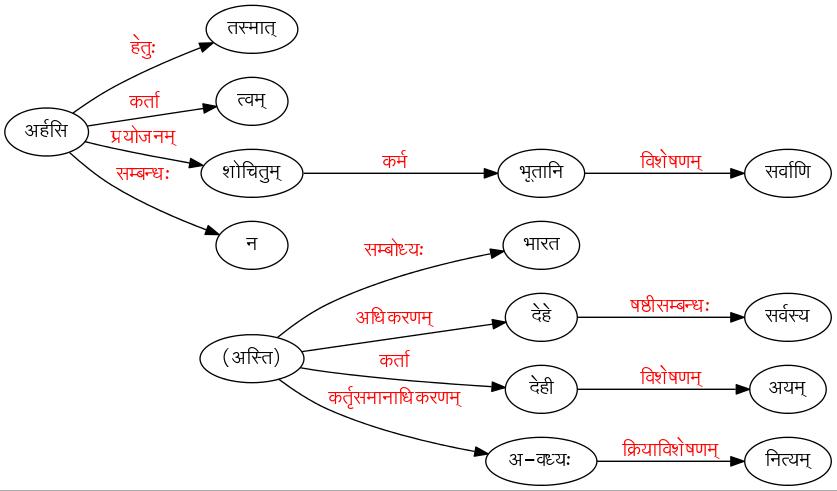 तस्मात्
हेतुः
कर्ता
त्वम्
अर्हसि
प्रयोजनम्
शोचितुम्
कर्म
भूतानि
विशेषणम्
सर्वाणि
सम्बन्धः
न
सम्बोध्यः
भारत
अधिकरणम्
देहे
षष्ठीसम्बन्धः
सर्वस्य
(अस्ति)
कर्ता
देही
विशेषणम्
अयम्
कर्तृसमानाधिकरणम्
अ-वध्यः
क्रियाविशेषणम्
नित्यम्